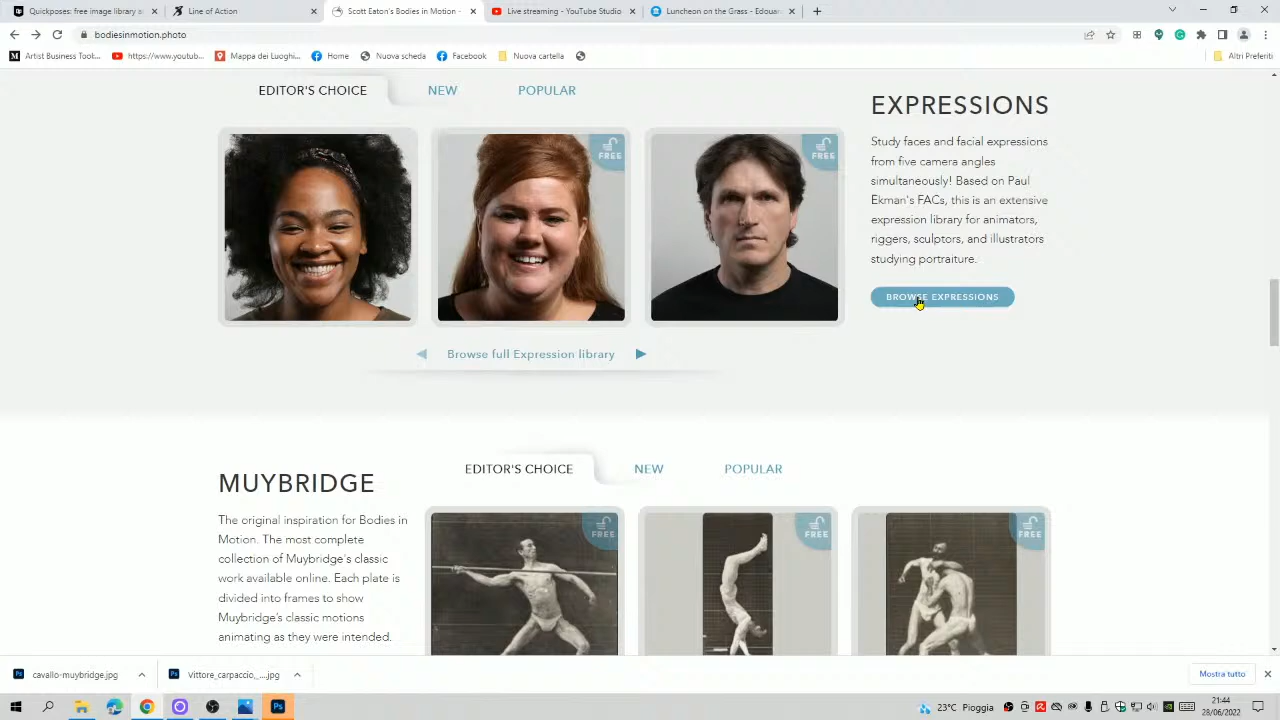 Quickposes: free image library a
Line of Action
Scott Eaton's Bodies in Motion -
Live streaming - YouTube Studio
Luncheon on the Grass - Edouar
bodiesinmotion.photo
Artist Business Took...
https://www.youtub...
Mappa dei Luoghi...
Home
Nuova scheda
Facebook
Nuova cartella
Altri Preferiti
EDITOR'S CHOICE
NEW
POPULAR
FREE
FREE
EXPRESSIONS
Study faces and facial expressions
from five camera angles
simultaneously! Based on Paul
Ekman's FACs, this is an extensive
expression library for animators,
riggers, sculptors, and illustrators
studying portraiture.
BROWSE EXPRESSIONS
Browse full Expression library
MUYBRIDGE
The original inspiration for Bodies in
Motion. The most complete
collection of Muybridge's classic
work available online. Each plate is
divided into frames to show
Muybridge's classic motions
animating as they were intended.
EDITOR'S CHOICE
NEW
POPULAR
FREE
FREE
FREE
cavallo-muybridge.jpg
Vittore_carpaccio,_...jpg
Mostra tutto
23°C Pioggia
21:44
28/06/2022